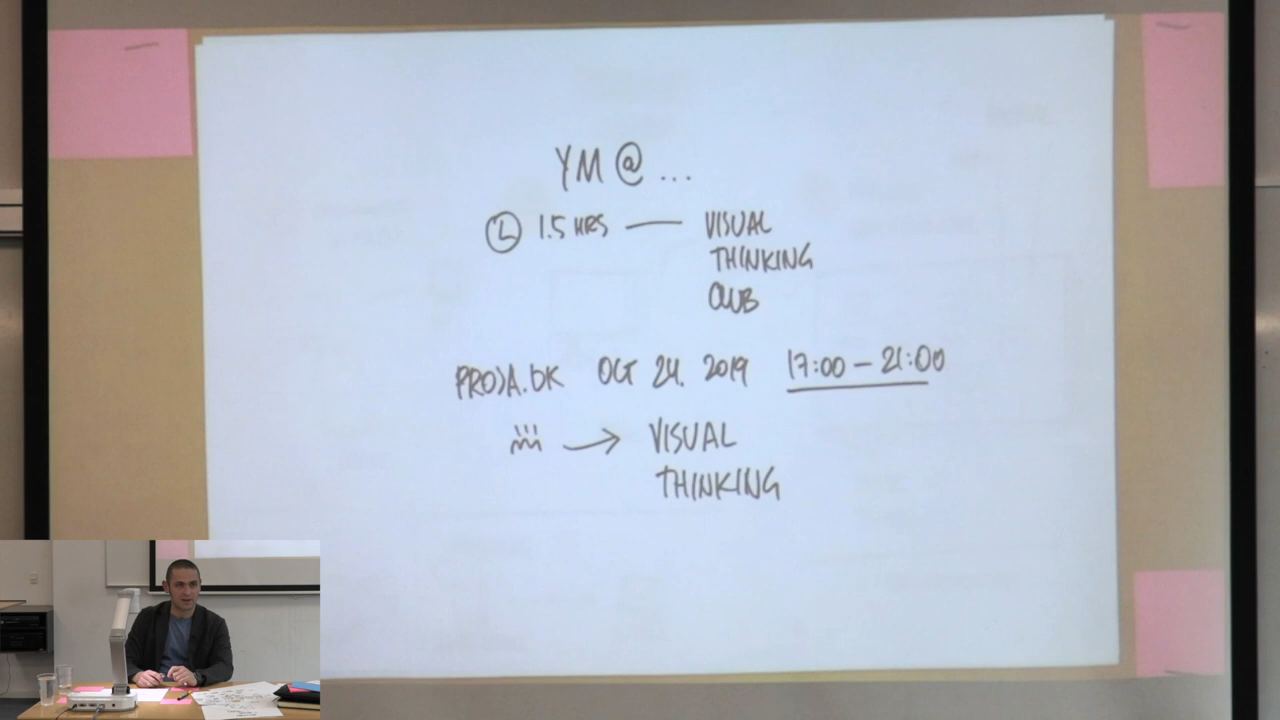 YM @ ...
1.5 HRS — VISUAL
THINKING
CLUB
PROSA.DK OCT 24. 2019 17:00 – 21:00
→ VISUAL
THINKING